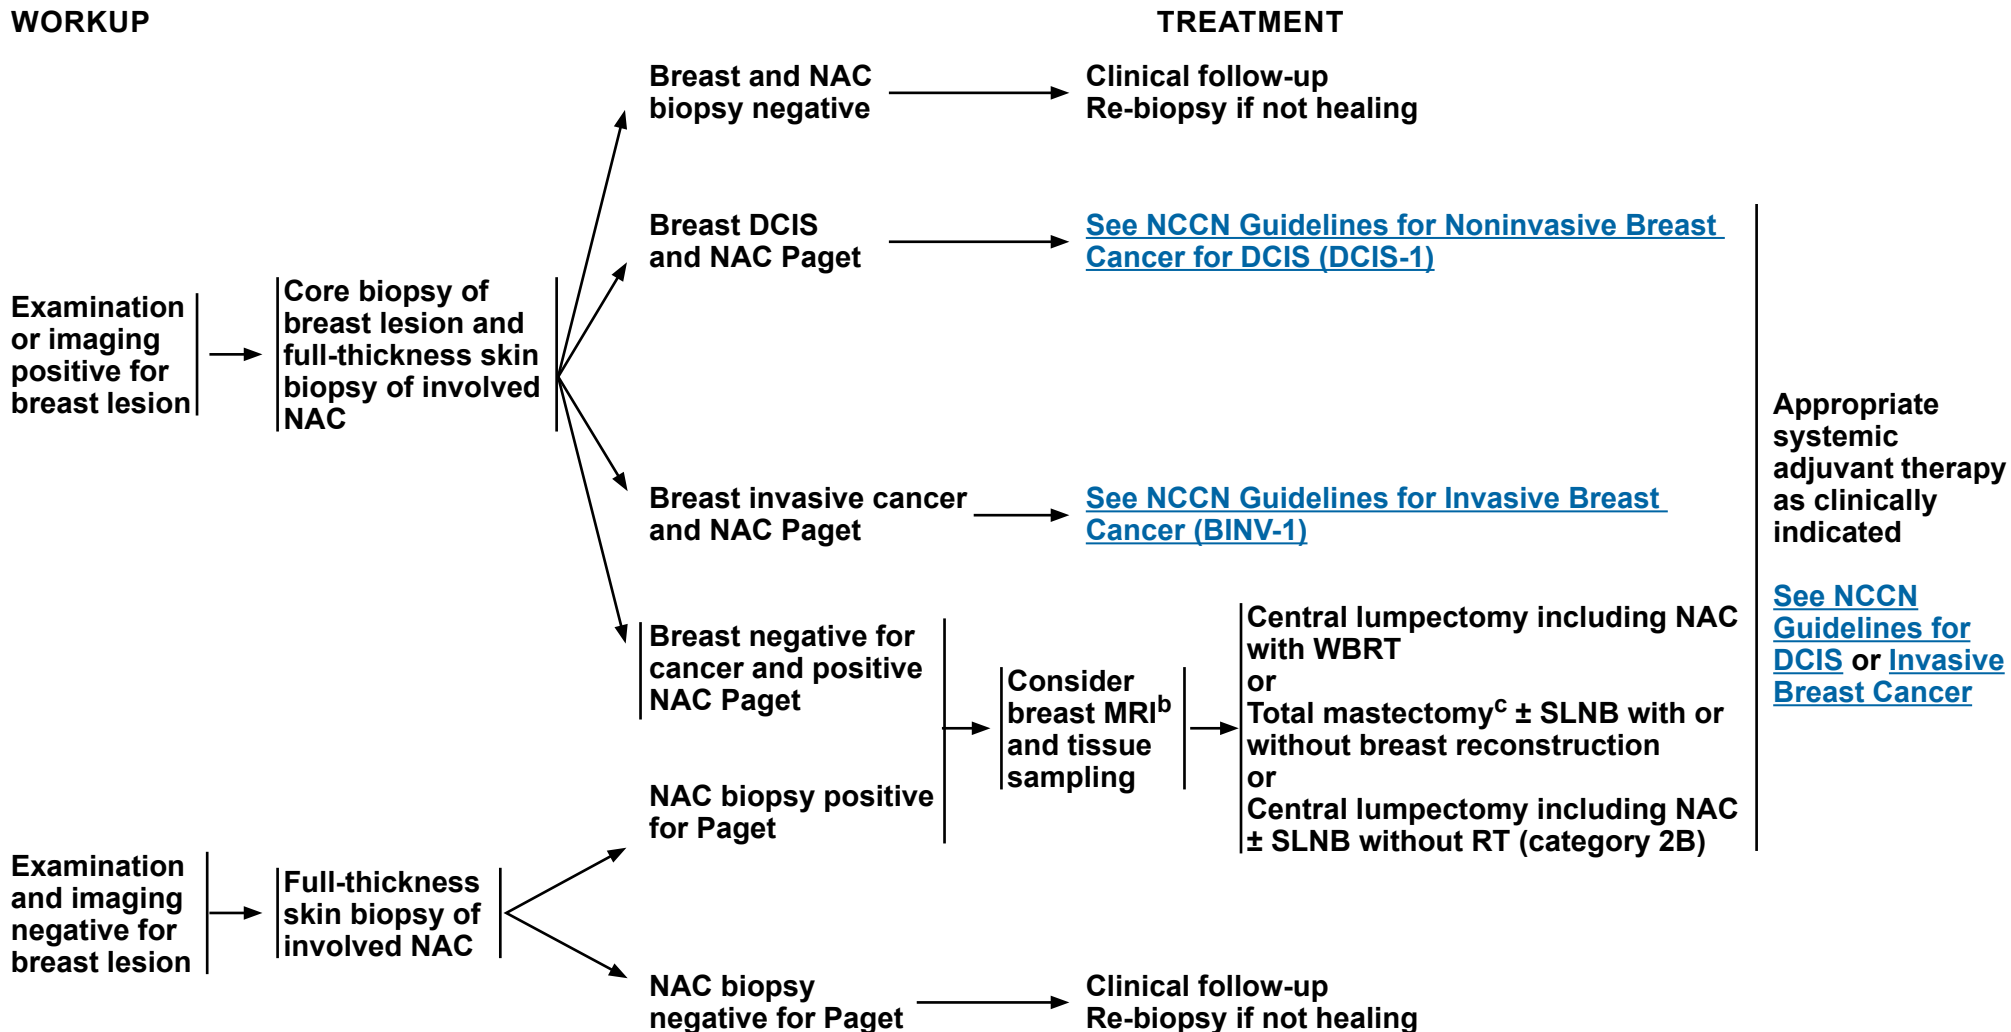 WORKUP
TREATMENT
Breast and NAC
biopsy negative
Clinical follow-up
Re-biopsy if not healing
Breast DCIS
and NAC Paget
See NCCN Guidelines for Noninvasive Breast
Cancer for DCIS (DCIS-1)
Examination
or imaging
positive for
breast lesion
Core biopsy of
breast lesion and
full-thickness skin
biopsy of involved
NAC
Breast invasive cancer
and NAC Paget
See NCCN Guidelines for Invasive Breast
Cancer (BINV-1)
Breast negative for
cancer and positive
NAC Paget
Consider
breast MRIb
and tissue
sampling
Central lumpectomy including NAC
with WBRT
or
Total mastectomyc ± SLNB with or
without breast reconstruction
or
Central lumpectomy including NAC
± SLNB without RT (category 2B)
Appropriate
systemic
adjuvant therapy
as clinically
indicated
See NCCN
Guidelines for
DCIS or Invasive
Breast Cancer
Examination
and imaging
negative for
breast lesion
Full-thickness
skin biopsy of
involved NAC
NAC biopsy positive
for Paget
NAC biopsy
negative for Paget
Clinical follow-up
Re-biopsy if not healing